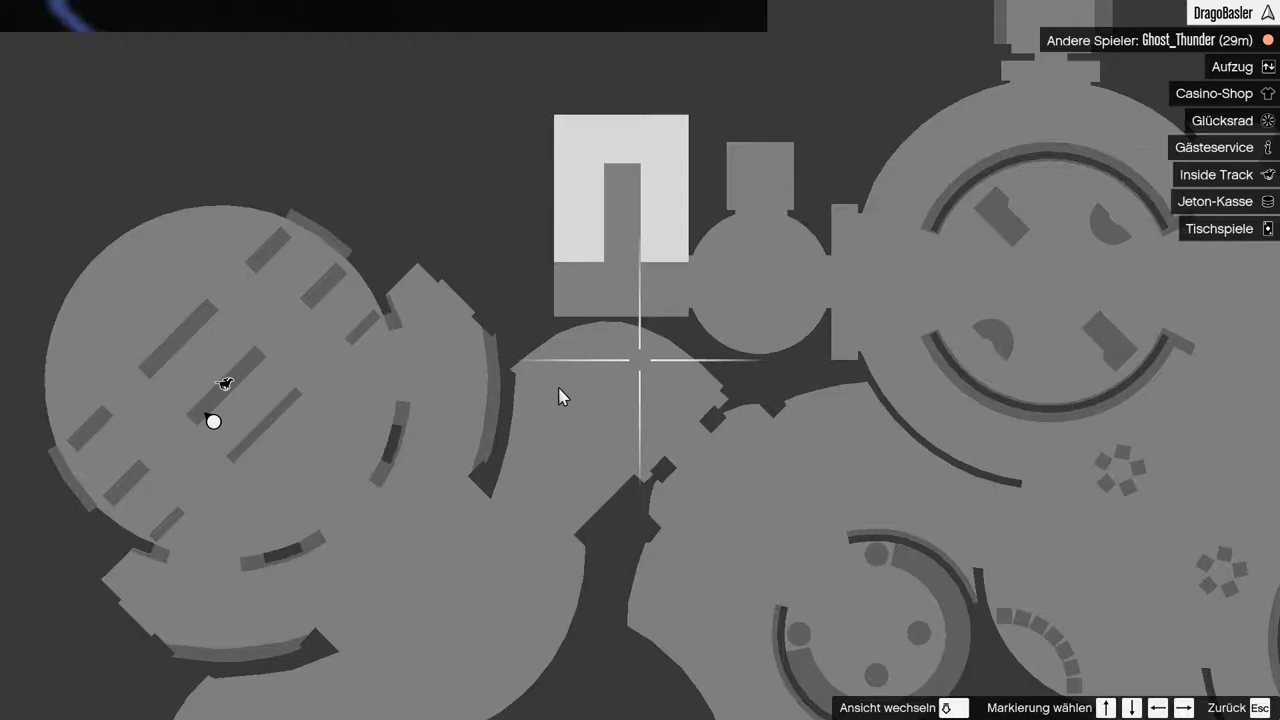 DragoBasler
Andere Spieler: Ghost_Thunder (29m)
Aufzug
Casino-Shop
Glücksrad
Gästeservice
Inside Track
Jeton-Kasse
Tischspiele
Ansicht wechseln Markierung wählen Zurück Esc